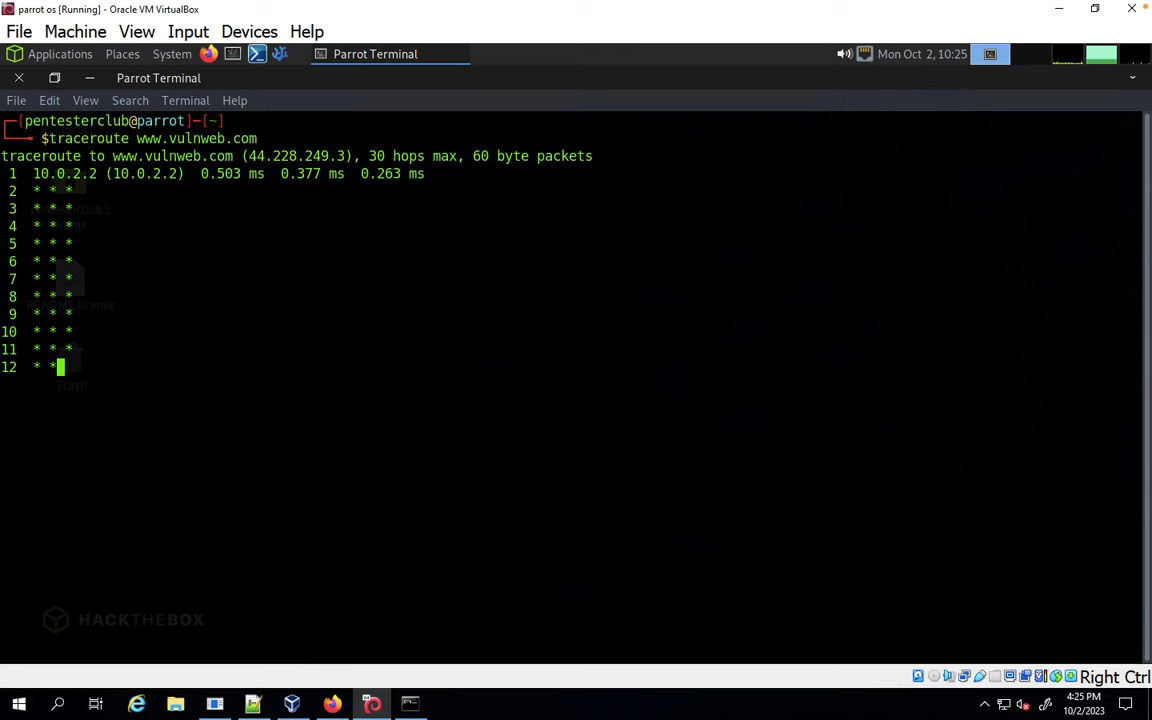 parrot os [Running] - Oracle VM VirtualBox
File Machine View Input Devices Help
Applications Places System Parrot Terminal Mon Oct 2, 10:25
Parrot Terminal
File Edit View Search Terminal Help
┌─[pentesterclub@parrot]─[~]
└──╼ $traceroute www.vulnweb.com
traceroute to www.vulnweb.com (44.228.249.3), 30 hops max, 60 byte packets
1 10.0.2.2 (10.0.2.2) 0.503 ms 0.377 ms 0.263 ms
2 * * *
3 * * *
pentesterclub's
4 * * *
5 * * *
6 * * *
7 * * *
8 * * *
README.license
9 * * *
10 * * *
11 * * *
12 * *
Trash
HACKTHEBOX
Right Ctrl
4:25 PM
10/2/2023